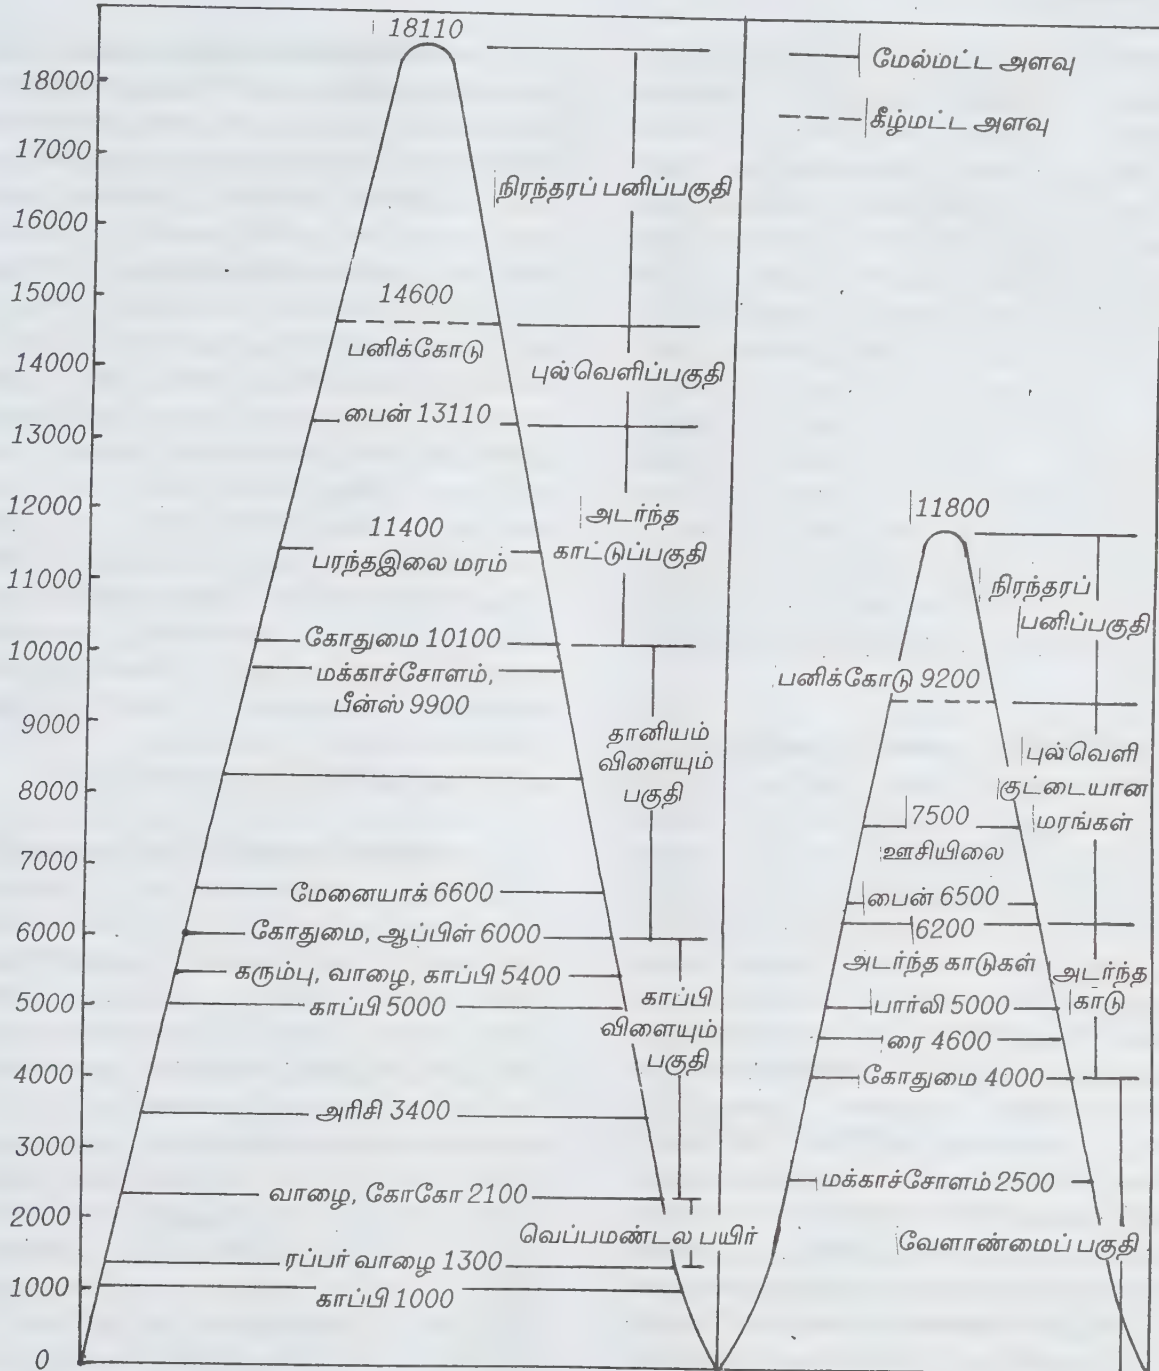 18000
17000
16000
15000
14000
13000
12000
11000
10000
9000
8000
7000
6000
5000
4000
3000
2000
1000
0
18110
14600
பனிக்கோடு
பைன் 13110
11400
பரந்தஇலை மரம்
கோதுமை 10100
மக்காச்சோளம்,
பீன்ஸ் 9900
மேனையாக் 6600
கோதுமை, ஆப்பிள் 6000
கரும்பு, வாழை, காப்பி 5400
காப்பி 5000
அரிசி 3400
வாழை, கோகோ 2100
ரப்பர் வாழை 1300
காப்பி 1000
நிரந்தரப் பனிப்பகுதி
புல்வெளிப்பகுதி
அடர்ந்த
காட்டுப்பகுதி
தானியம்
விளையும்
பகுதி
காப்பி
விளையும்
பகுதி
வெப்பமண்டல பயிர்
மேல்மட்ட அளவு
கீழ்மட்ட அளவு
11800
பனிக்கோடு 9200
7500
ஊசியிலை
பைன் 6500
6200
அடர்ந்த காடுகள்
பார்லி 5000
ரை 4600
கோதுமை 4000
மக்காச்சோளம் 2500
நிரந்தரப்
பனிப்பகுதி
புல்வெளி
குட்டையான
மரங்கள்
அடர்ந்த
காடு
வேளாண்மைப் பகுதி